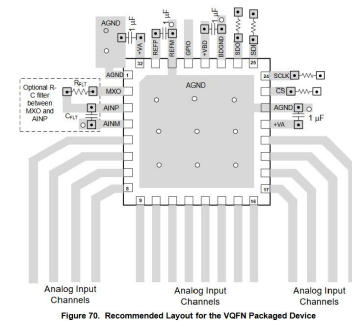 AGND
1 µF
+VA
REFP
1 µF
REFM
GPIO
+VBD
1 µF
BDGND
SDO
SDI
32
25
AGND
1
MXO
AINP
AINM
Optional R-
C filter
between
MXO and
AINP
RFLT
CFLT
AGND
24
SCLK
CS
AGND
1 µF
+VA
8
17
9
16
Analog Input
Channels
Analog Input
Channels
Analog Input
Channels
Figure 70. Recommended Layout for the VQFN Packaged Device